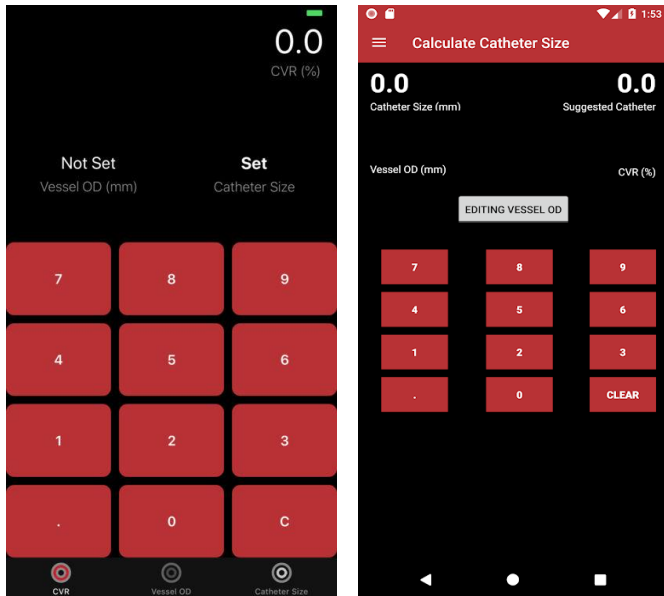 0.0
CVR (%)
Not Set Set
Vessel OD (mm) Catheter Size
7 8 9
4 5 6
1 2 3
. 0 C
CVR Vessel OD Catheter Size
1:53
Calculate Catheter Size
0.0 0.0
Catheter Size (mm) Suggested Catheter
Vessel OD (mm) CVR (%)
EDITING VESSEL OD
7 8 9
4 5 6
1 2 3
. 0 CLEAR